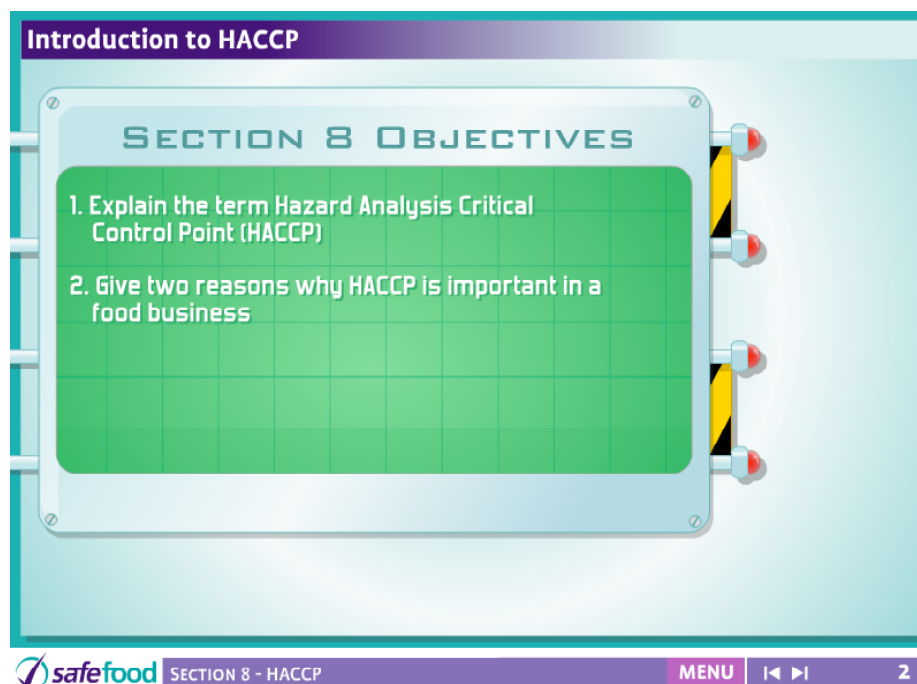 Introduction to HACCP
SECTION 8 OBJECTIVES
1. Explain the term Hazard Analysis Critical
Control Point (HACCP)
2. Give two reasons why HACCP is important in a
food business
safefood SECTION 8 - HACCP MENU 2